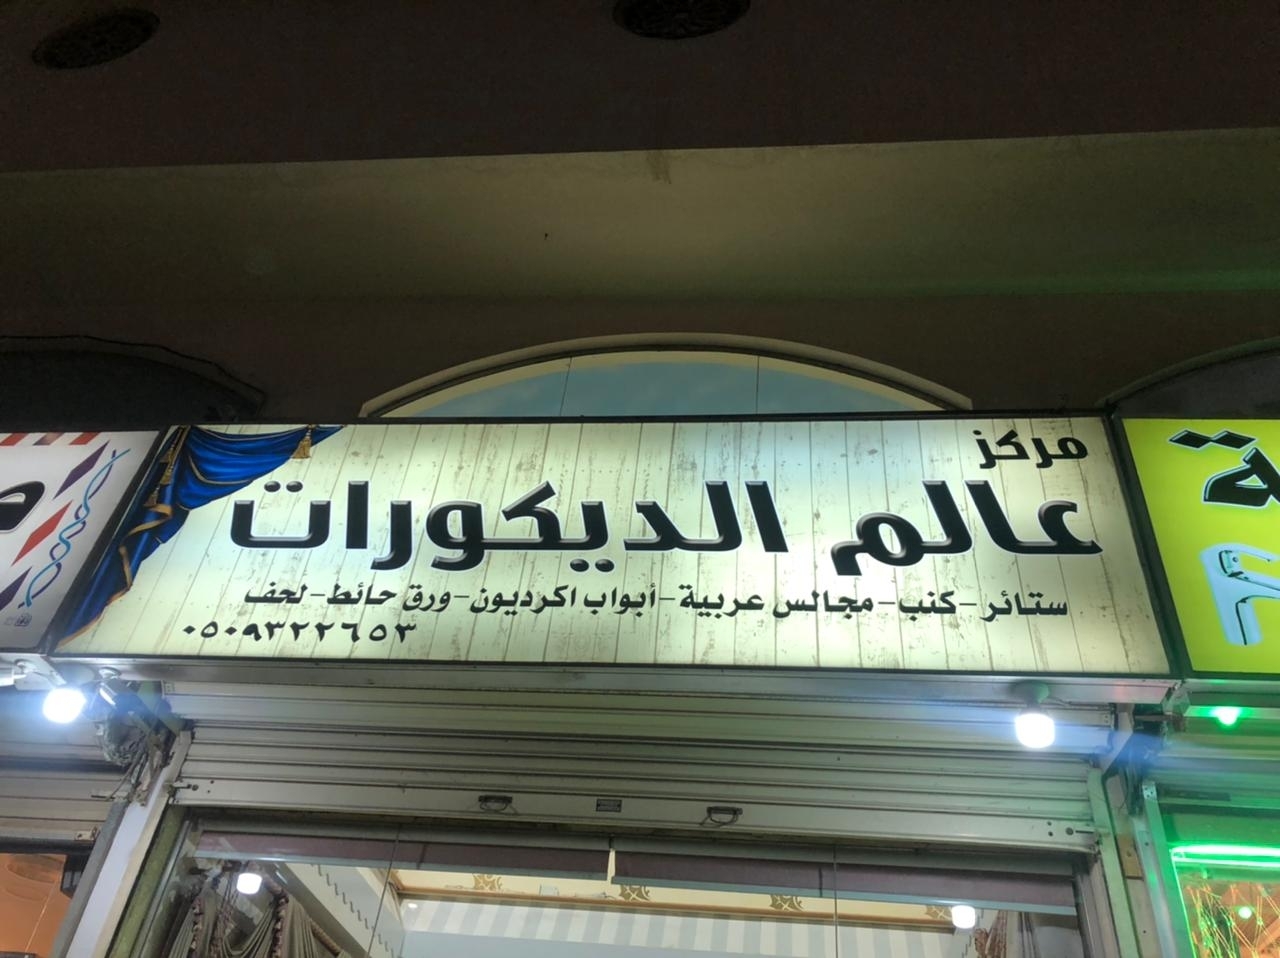 مركز
عالم الديكورات
ستائر - كنب - مجالس عربية - أبواب اكرديون - ورق حائط - لحف
٠٥٠٩٣٢٢٦٥٣